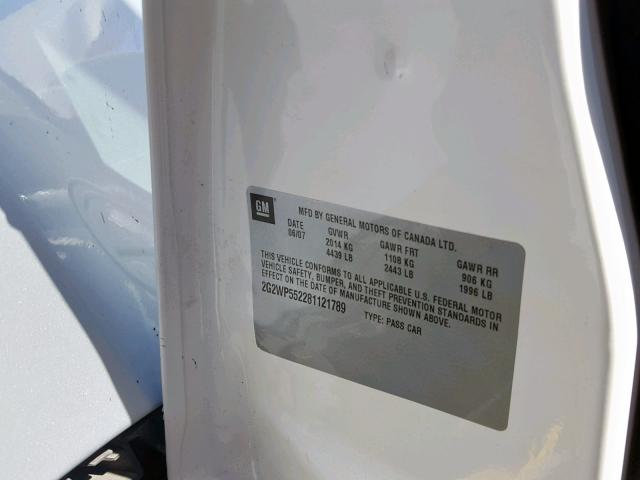 GM
MFD BY GENERAL MOTORS OF CANADA LTD.
DATE GVWR GAWR FRT GAWR RR
06/07 2014 KG 1108 KG 906 KG
4439 LB 2443 LB 1996 LB
THIS VEHICLE CONFORMS TO ALL APPLICABLE U.S. FEDERAL MOTOR
VEHICLE SAFETY, BUMPER, AND THEFT PREVENTION STANDARDS IN
EFFECT ON THE DATE OF MANUFACTURE SHOWN ABOVE.
2G2WP552281121789
TYPE: PASS CAR